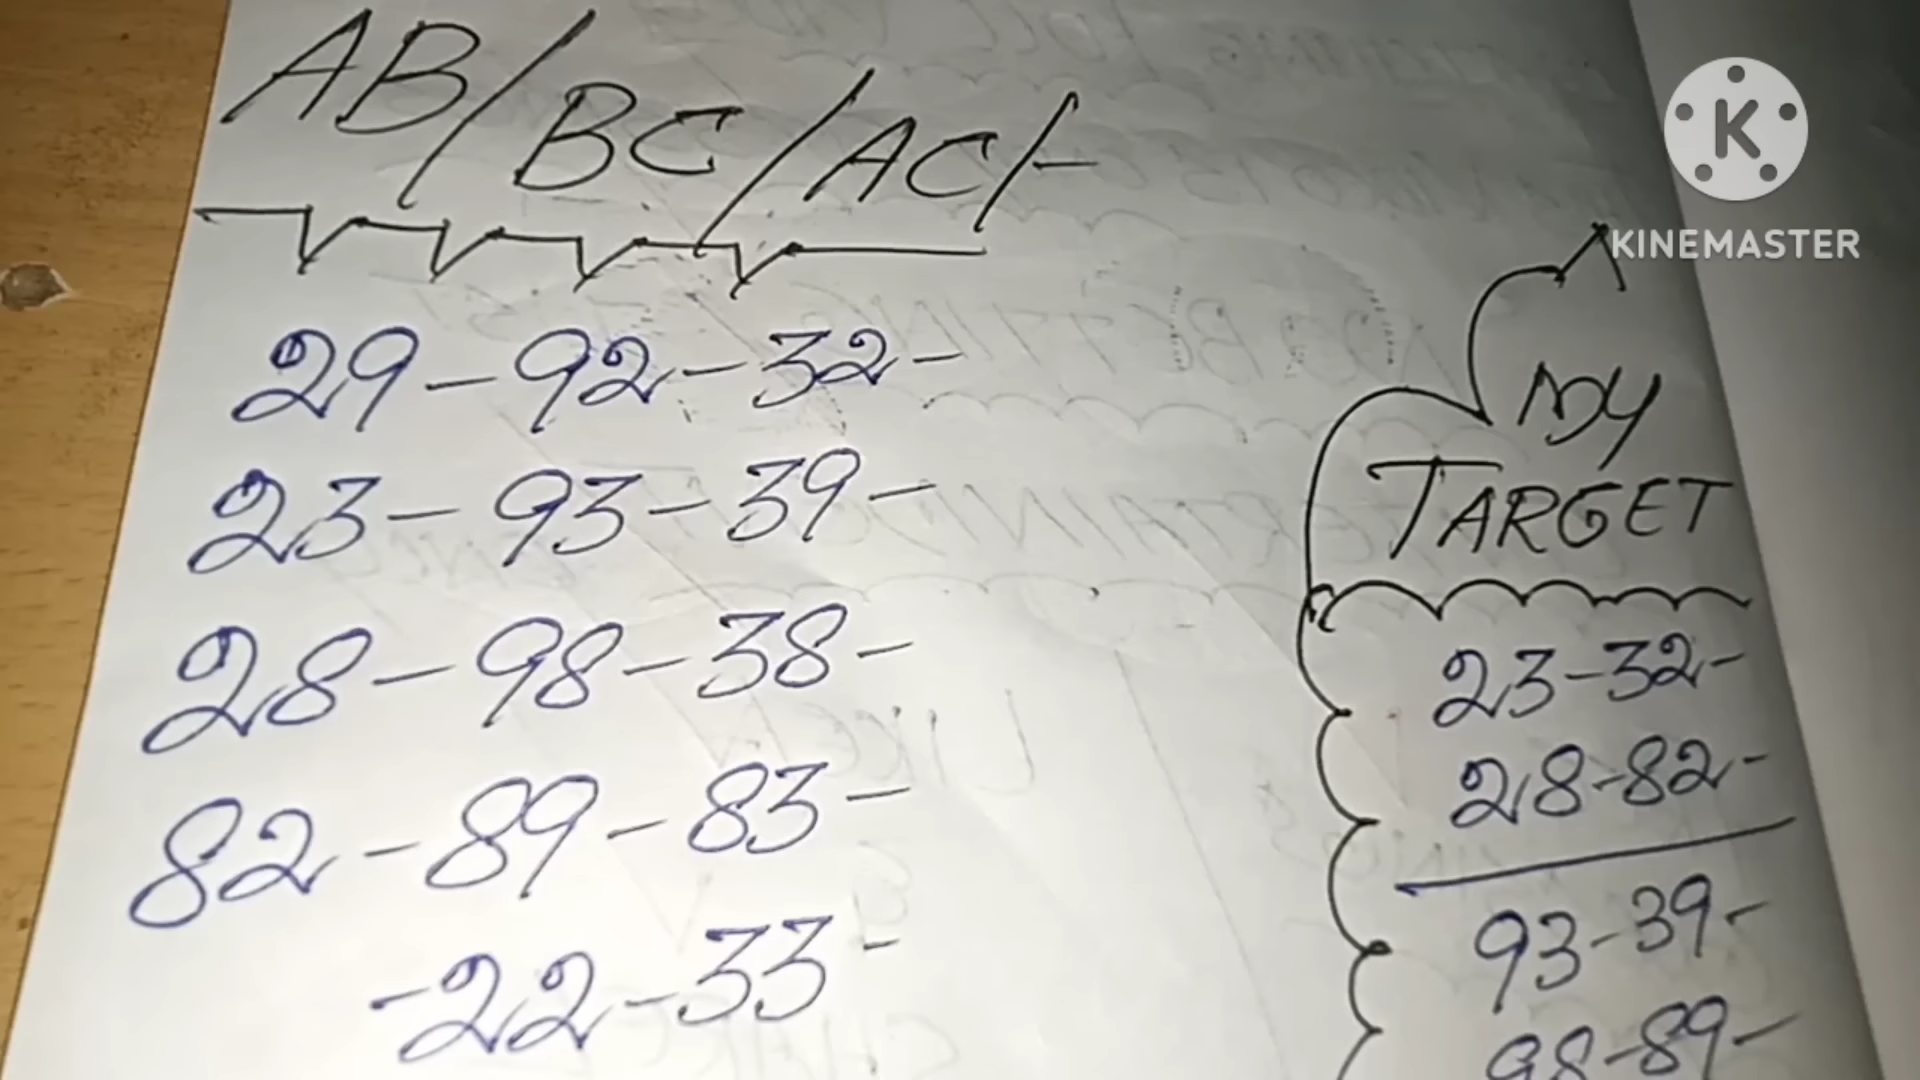 AB/BC/AC/-
29-92-32-
23-93-39-
28-98-38-
82-89-83-
-22-33-
MY
TARGET
23-32-
28-82-
93-39-
98-89-
K
KINEMASTER